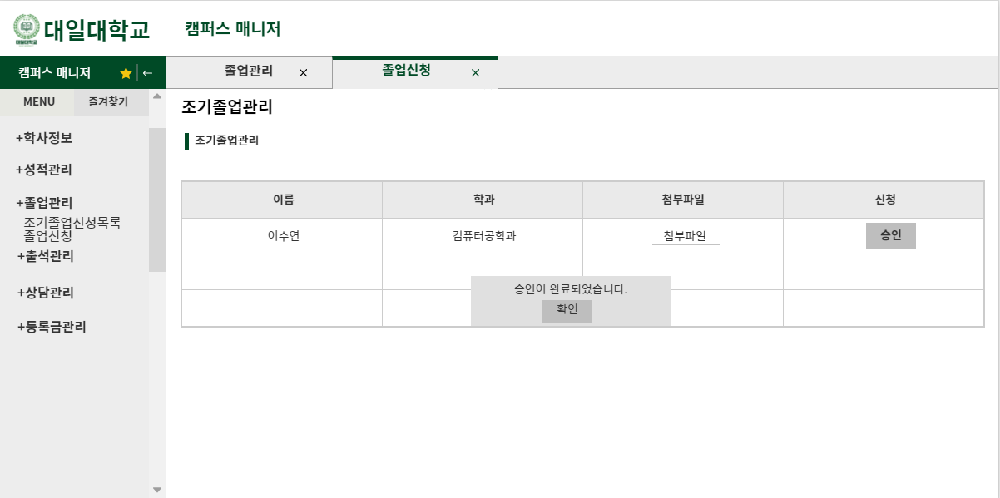 대일대학교 캠퍼스 매니저
대일대학교
캠퍼스 매니저
졸업관리 ×
졸업신청 ×
MENU 즐겨찾기
조기졸업관리
조기졸업관리
+학사정보
+성적관리
+졸업관리
조기졸업신청목록
졸업신청
+출석관리
+상담관리
+등록금관리
이름 학과 첨부파일 신청
이수연 컴퓨터공학과 첨부파일 승인
승인이 완료되었습니다.
확인